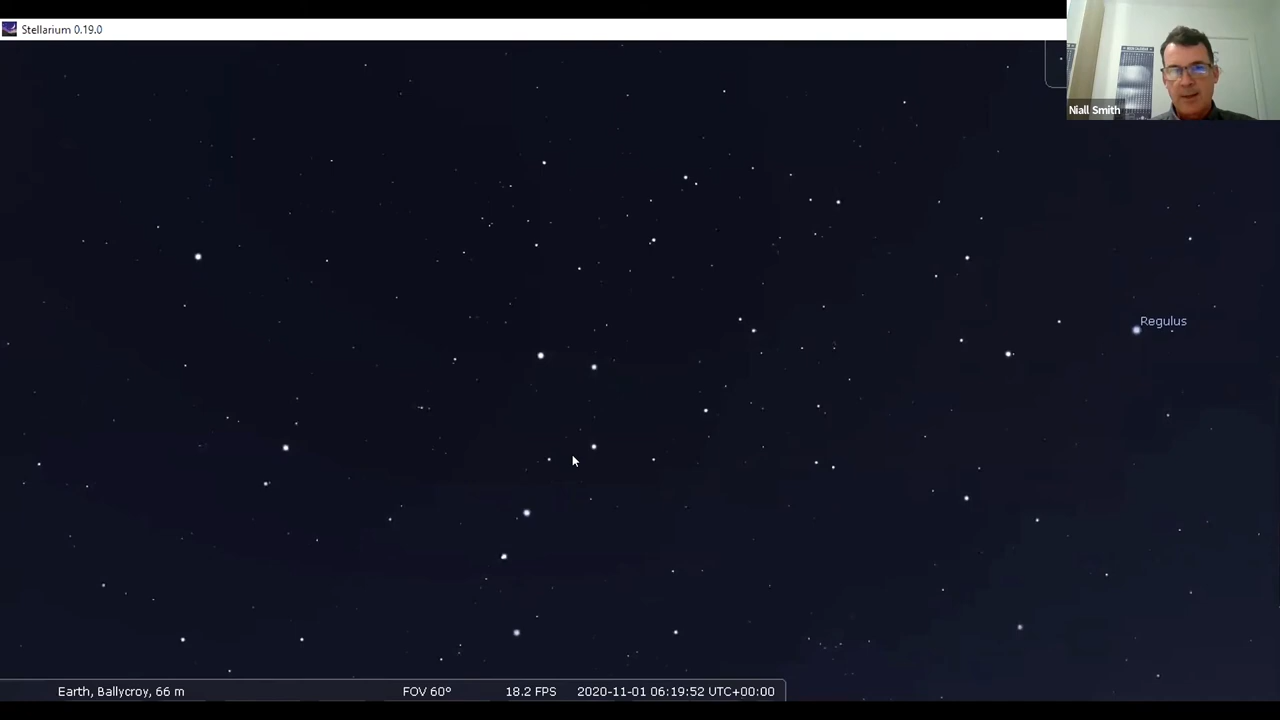 Stellarium 0.19.0
Niall Smith
Regulus
Earth, Ballycroy, 66 m FOV 60° 18.2 FPS 2020-11-01 06:19:52 UTC+00:00